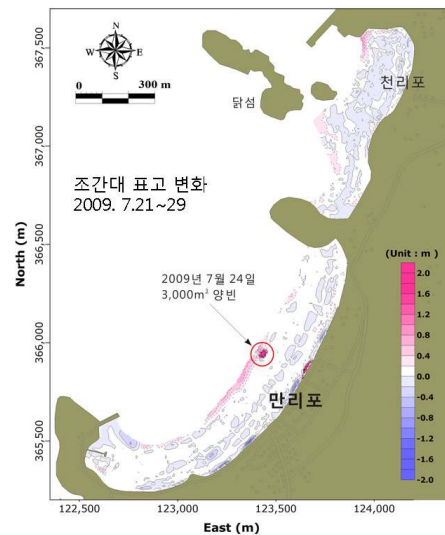 367,500
367,000
366,500
366,000
365,500
North (m)
N
W
E
S
0
300 m
천리포
닭섬
조간대 표고 변화
2009. 7.21~29
2009년 7월 24일
3,000m³ 양빈
만리포
(Unit : m)
2.0
1.6
1.2
0.8
0.4
0.0
-0.4
-0.8
-1.2
-1.6
-2.0
122,500
123,000
123,500
124,000
East (m)